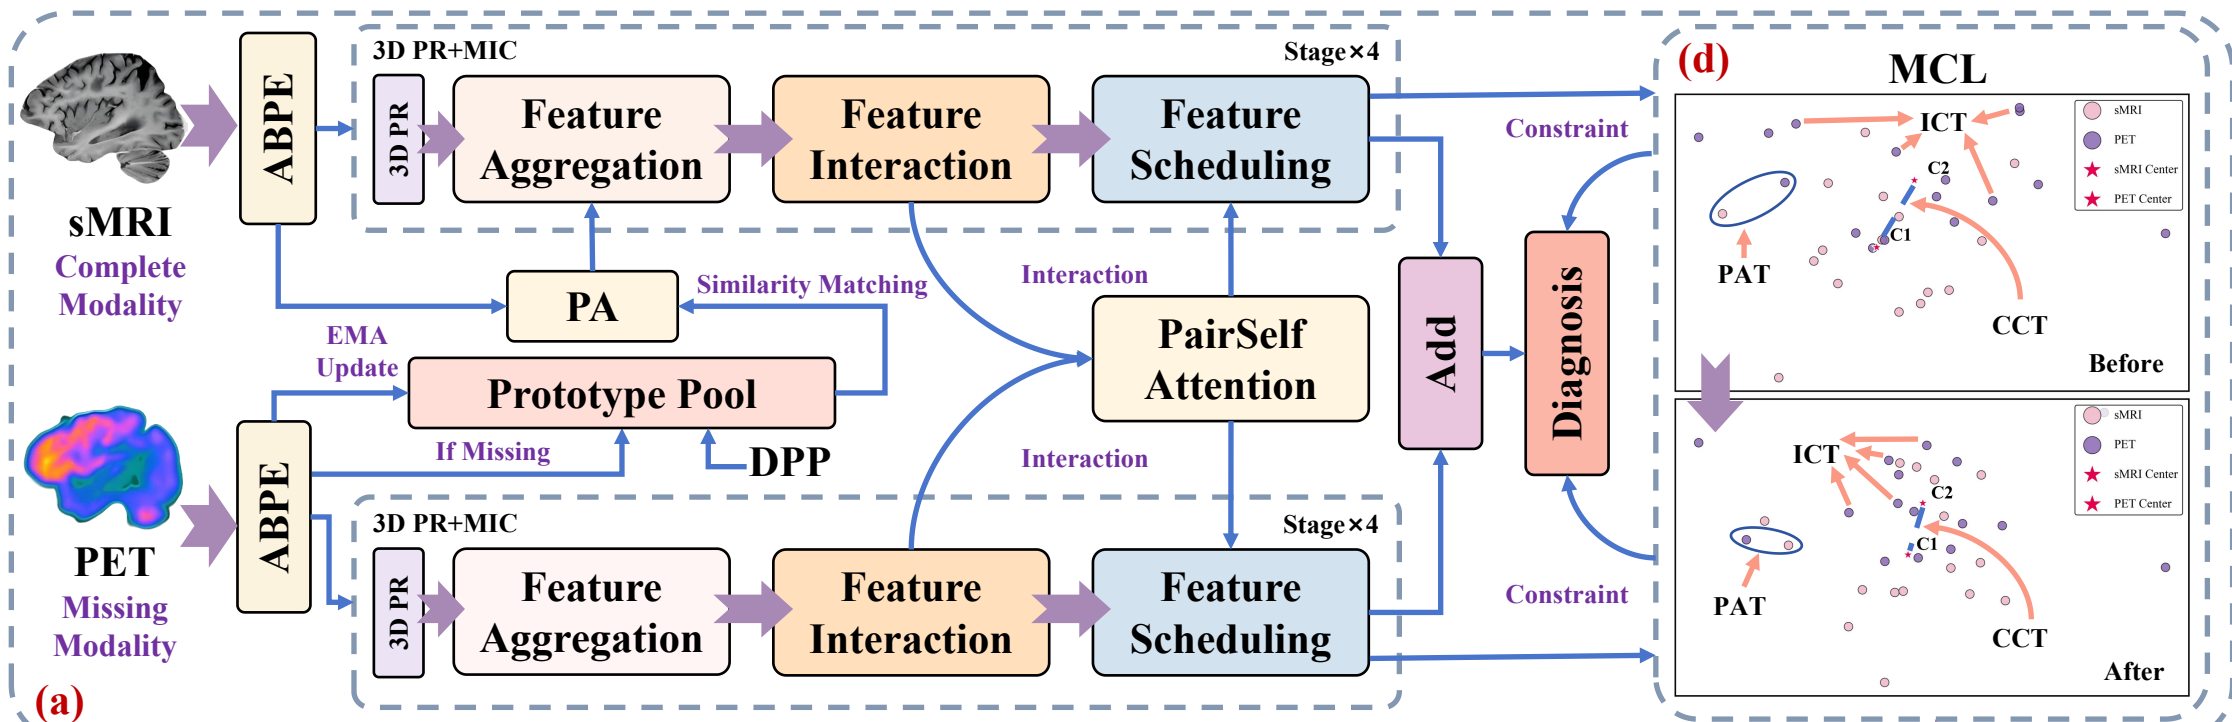 sMRI
Complete
Modality
ABPE
3D PR+MIC
Stage×4
3D PR
Feature
Aggregation
Feature
Interaction
Feature
Scheduling
PA
Similarity Matching
EMA
Update
Prototype Pool
If Missing
DPP
Interaction
PairSelf
Attention
Interaction
Add
Diagnosis
Constraint
Constraint
PET
Missing
Modality
ABPE
3D PR+MIC
Stage×4
3D PR
Feature
Aggregation
Feature
Interaction
Feature
Scheduling
(a)
(d)
MCL
ICT
C2
C1
PAT
CCT
Before
sMRI
PET
sMRI Center
PET Center
ICT
C2
C1
PAT
CCT
After
sMRI
PET
sMRI Center
PET Center